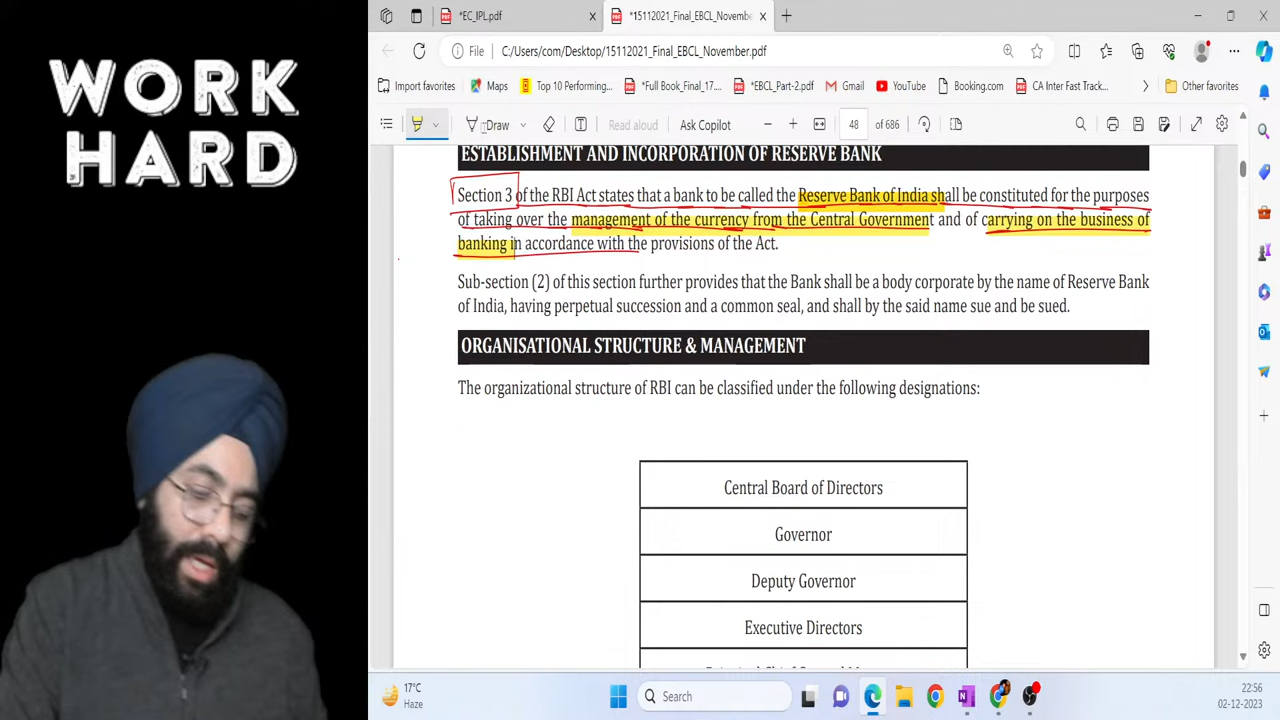 WORK
HARD
*EC_IPL.pdf
*15112021_Final_EBCL_Novembe
File
C:/Users/com/Desktop/15112021_Final_EBCL_November.pdf
Import favourites
Maps
Top 10 Performing...
*Full Book_Final_17....
*EBCL_Part-2.pdf
Gmail
YouTube
Booking.com
CA Inter Fast Track...
Other favorites
Draw
Read aloud
Ask Copilot
48
of 686
ESTABLISHMENT AND INCORPORATION OF RESERVE BANK
Section 3 of the RBI Act states that a bank to be called the Reserve Bank of India shall be constituted for the purposes
of taking over the management of the currency from the Central Government and of carrying on the business of
banking in accordance with the provisions of the Act.
Sub-section (2) of this section further provides that the Bank shall be a body corporate by the name of Reserve Bank
of India, having perpetual succession and a common seal, and shall by the said name sue and be sued.
ORGANISATIONAL STRUCTURE & MANAGEMENT
The organizational structure of RBI can be classified under the following designations:
Central Board of Directors
Governor
Deputy Governor
Executive Directors
17°C
Haze
Search
22:56
02-12-2023